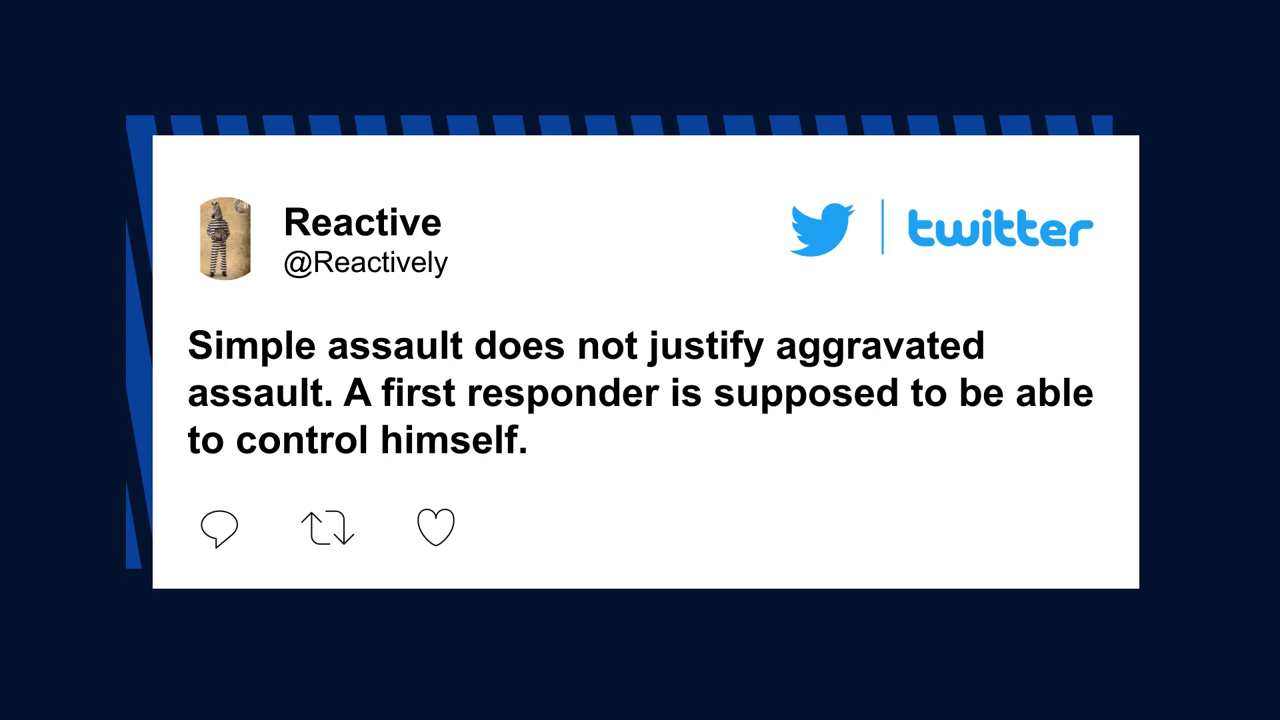 Reactive
@Reactively
twitter
Simple assault does not justify aggravated
assault. A first responder is supposed to be able
to control himself.